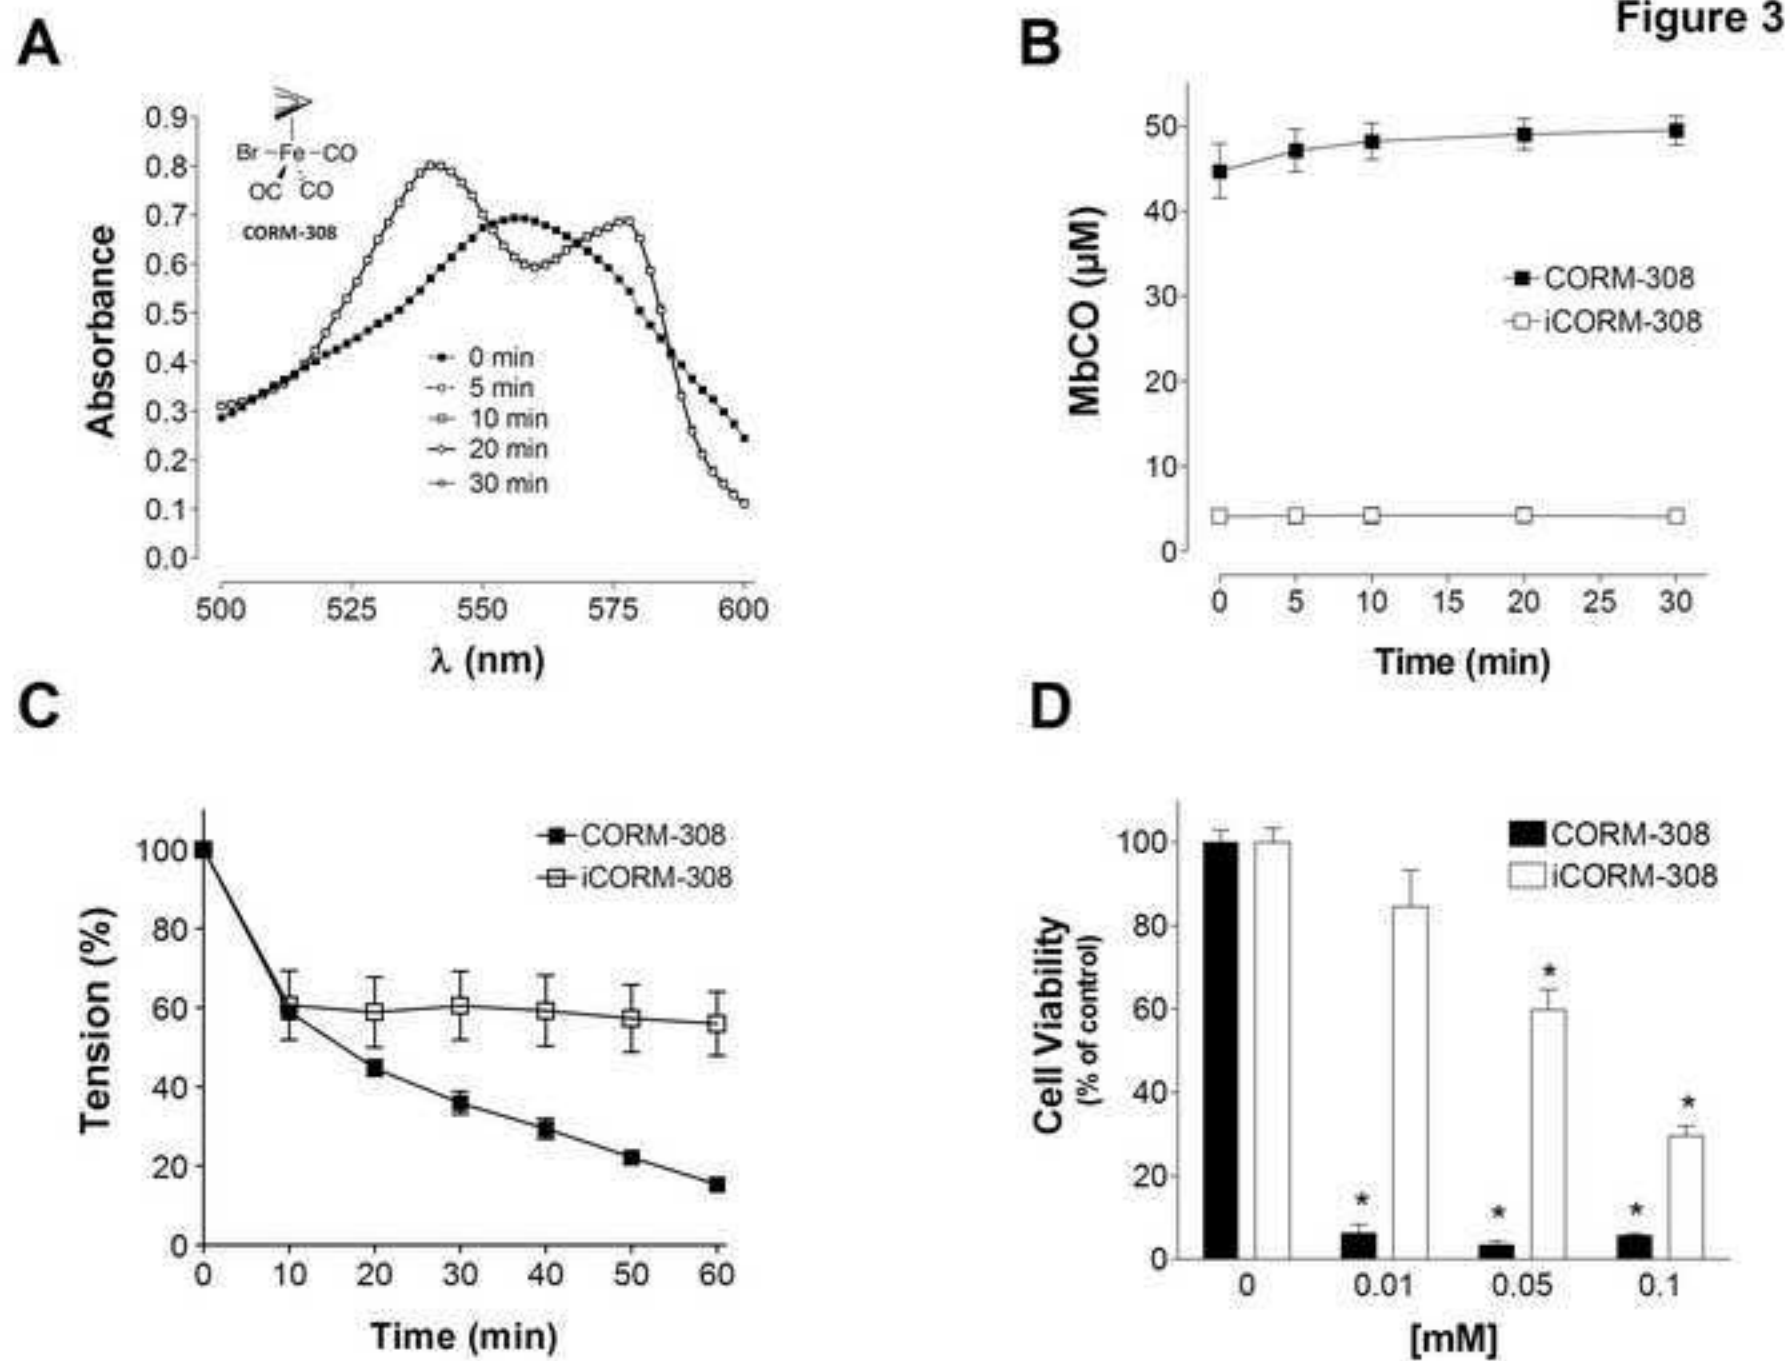 Figure 3
A
Absorbance
0.9
0.8
0.7
0.6
0.5
0.4
0.3
0.2
0.1
0.0
Br Fe CO
OC CO
CORM-308
0 min
5 min
10 min
20 min
30 min
500 525 550 575 600
λ (nm)
B
MbCO (μM)
50
40
30
20
10
0
CORM-308
iCORM-308
0 5 10 15 20 25 30
Time (min)
C
Tension (%)
100
80
60
40
20
0
CORM-308
iCORM-308
0 10 20 30 40 50 60
Time (min)
D
Cell Viability
(% of control)
100
80
60
40
20
0
CORM-308
iCORM-308
*
*
*
*
*
0 0.01 0.05 0.1
[mM]